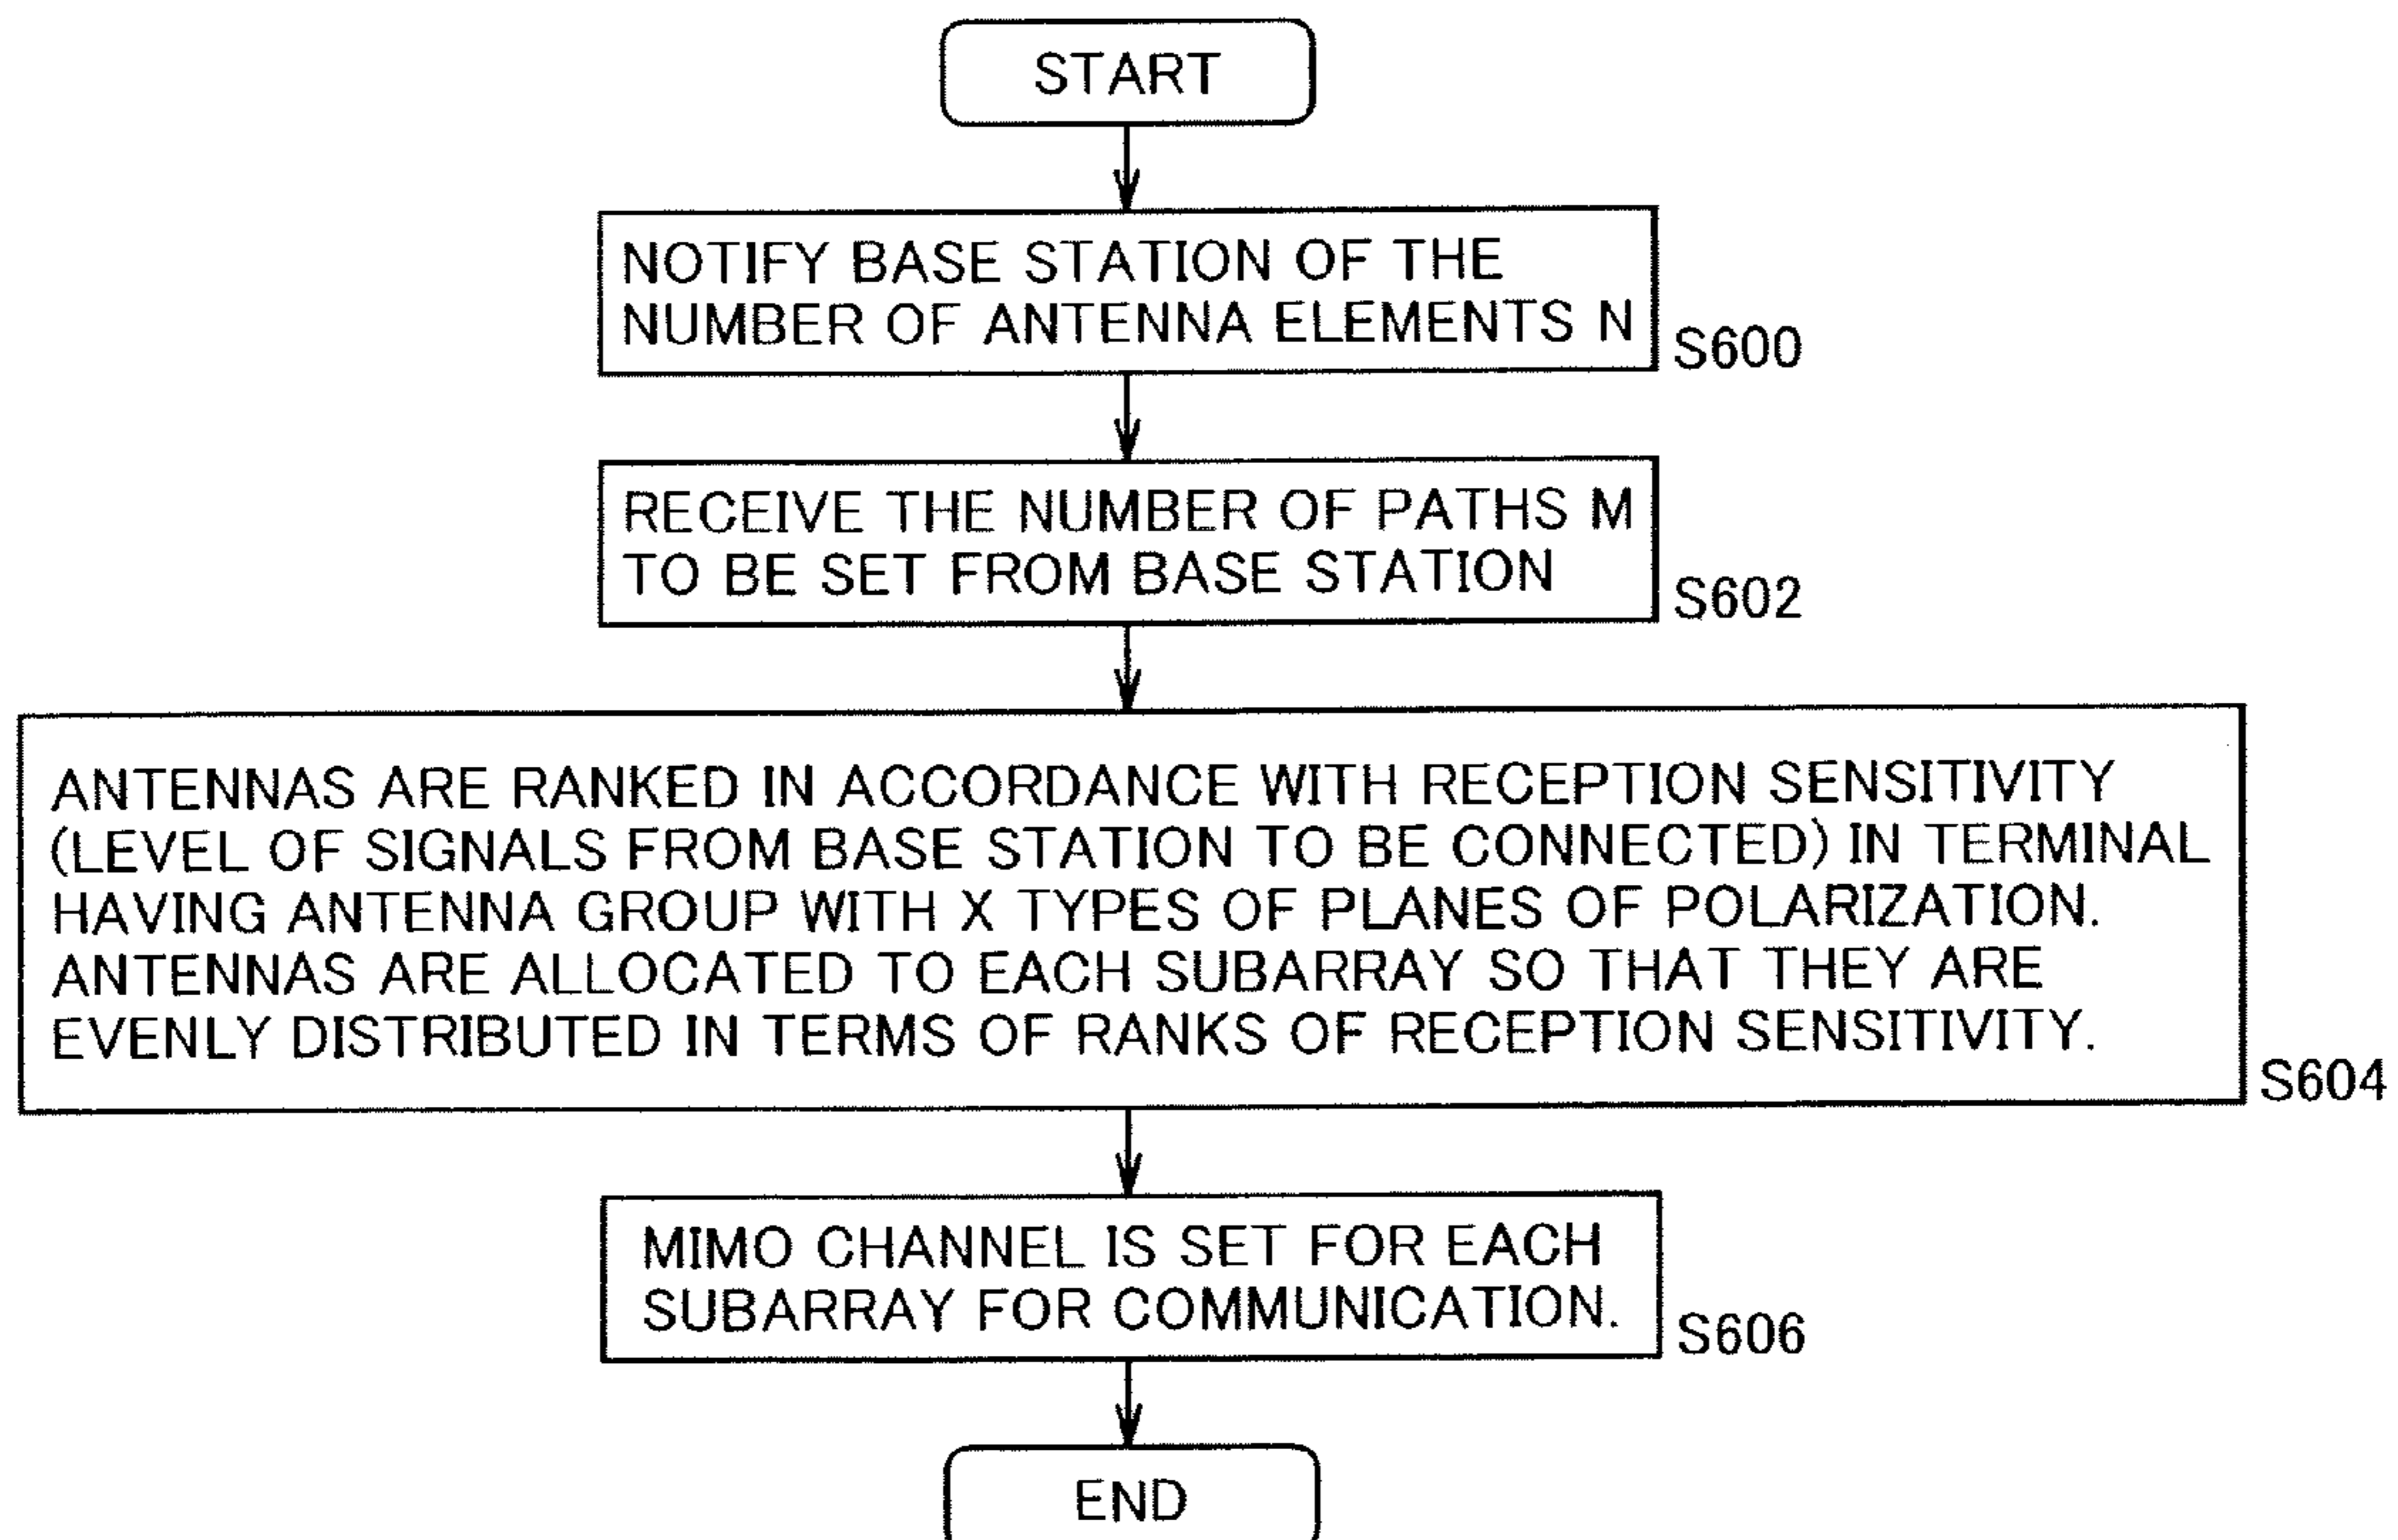 START
NOTIFY BASE STATION OF THE
NUMBER OF ANTENNA ELEMENTS N
S600
RECEIVE THE NUMBER OF PATHS M
TO BE SET FROM BASE STATION
S602
ANTENNAS ARE RANKED IN ACCORDANCE WITH RECEPTION SENSITIVITY
(LEVEL OF SIGNALS FROM BASE STATION TO BE CONNECTED) IN TERMINAL
HAVING ANTENNA GROUP WITH X TYPES OF PLANES OF POLARIZATION.
ANTENNAS ARE ALLOCATED TO EACH SUBARRAY SO THAT THEY ARE
EVENLY DISTRIBUTED IN TERMS OF RANKS OF RECEPTION SENSITIVITY.
S604
MIMO CHANNEL IS SET FOR EACH
SUBARRAY FOR COMMUNICATION.
S606
END